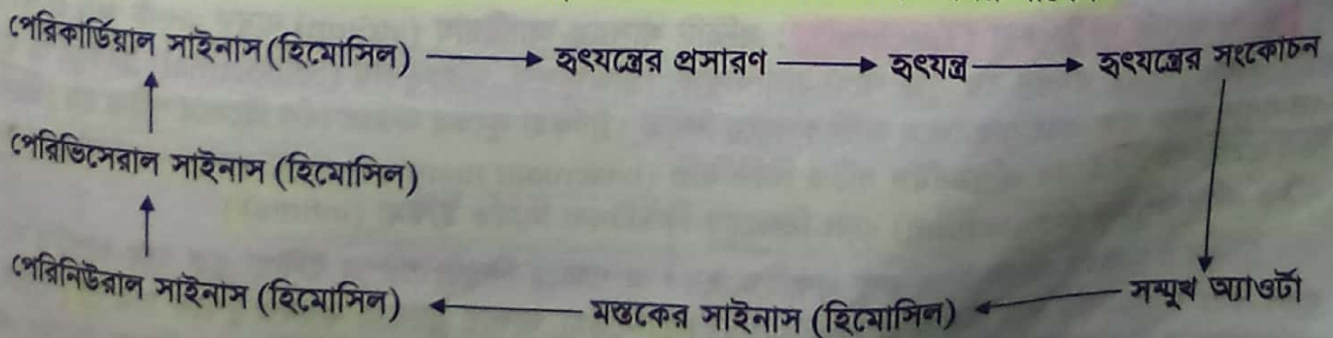 পেরিকার্ডিয়াল সাইনাস (হিমোসিল) → হৃৎযন্ত্রের প্রসারণ → হৃৎযন্ত্র → হৃৎযন্ত্রের সংকোচন
পেরিভিসেরাল সাইনাস (হিমোসিল)
পেরিনিউরাল সাইনাস (হিমোসিল) ← মস্তকের সাইনাস (হিমোসিল) ← সম্মুখ অ্যাওর্টা